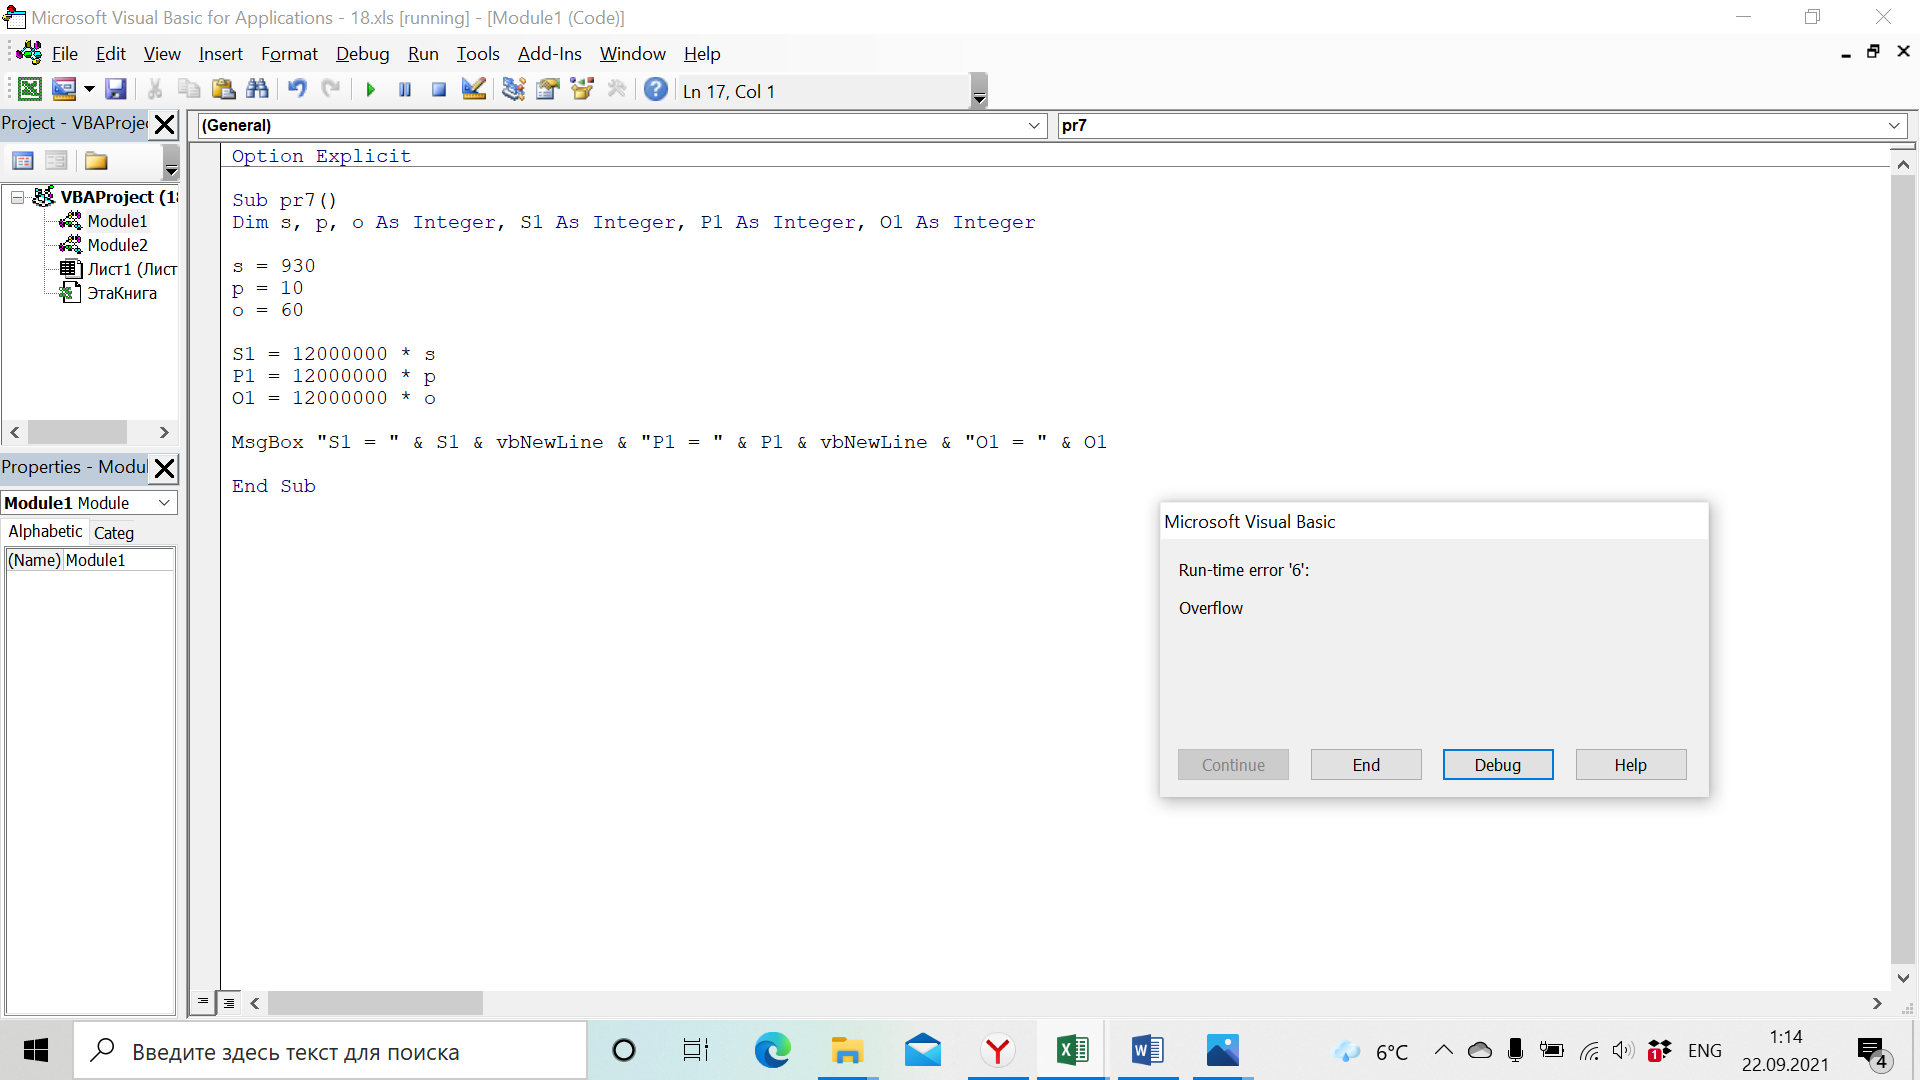 Microsoft Visual Basic for Applications - 18.xls [running] - [Module1 (Code)]
File Edit View Insert Format Debug Run Tools Add-Ins Window Help
Ln 17, Col 1
Project - VBAProje
(General)
pr7
VBAProject (18
Module1
Module2
Лист1 (Лист
ЭтаКнига
Properties - Modul
Module1 Module
Alphabetic Categ
(Name) Module1
Option Explicit
Sub pr7()
Dim s, p, o As Integer, S1 As Integer, P1 As Integer, O1 As Integer
s = 930
p = 10
o = 60
S1 = 12000000 * s
P1 = 12000000 * p
O1 = 12000000 * o
MsgBox "S1 = " & S1 & vbNewLine & "P1 = " & P1 & vbNewLine & "O1 = " & O1
End Sub
Microsoft Visual Basic
Run-time error '6':
Overflow
Continue End Debug Help
Введите здесь текст для поиска
6°C
1
ENG
1:14
22.09.2021
4